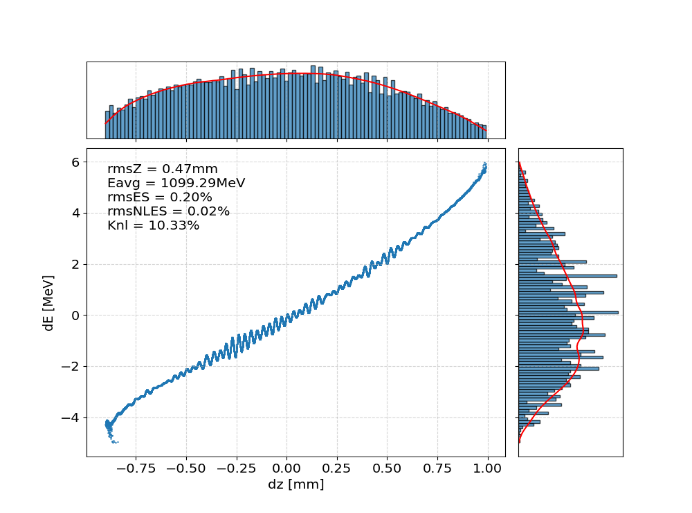 rmsZ = 0.47mm
Eavg = 1099.29MeV
rmsES = 0.20%
rmsNLES = 0.02%
Knl = 10.33%
6
4
2
0
−2
−4
dE [MeV]
−0.75 −0.50 −0.25 0.00 0.25 0.50 0.75 1.00
dz [mm]